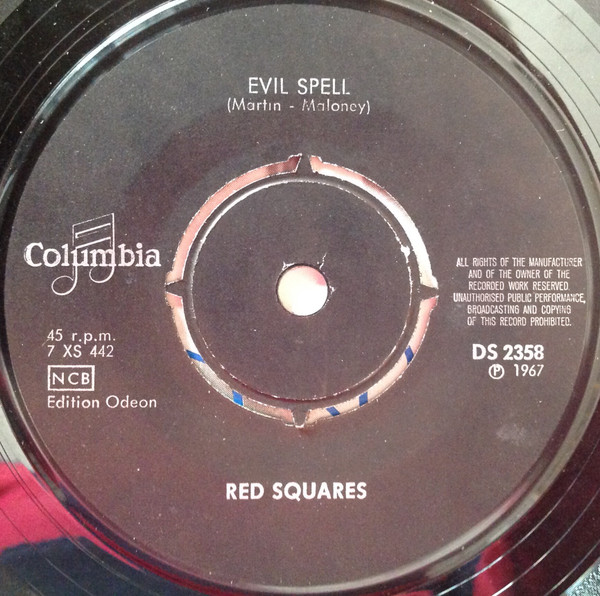 EVIL SPELL
(Martin - Maloney)
Columbia
ALL RIGHTS OF THE MANUFACTURER
AND OF THE OWNER OF THE
RECORDED WORK RESERVED.
UNAUTHORISED PUBLIC PERFORMANCE,
BROADCASTING AND COPYING
OF THIS RECORD PROHIBITED.
45 r.p.m.
7 XS 442
NCB
Edition Odeon
DS 2358
℗ 1967
RED SQUARES